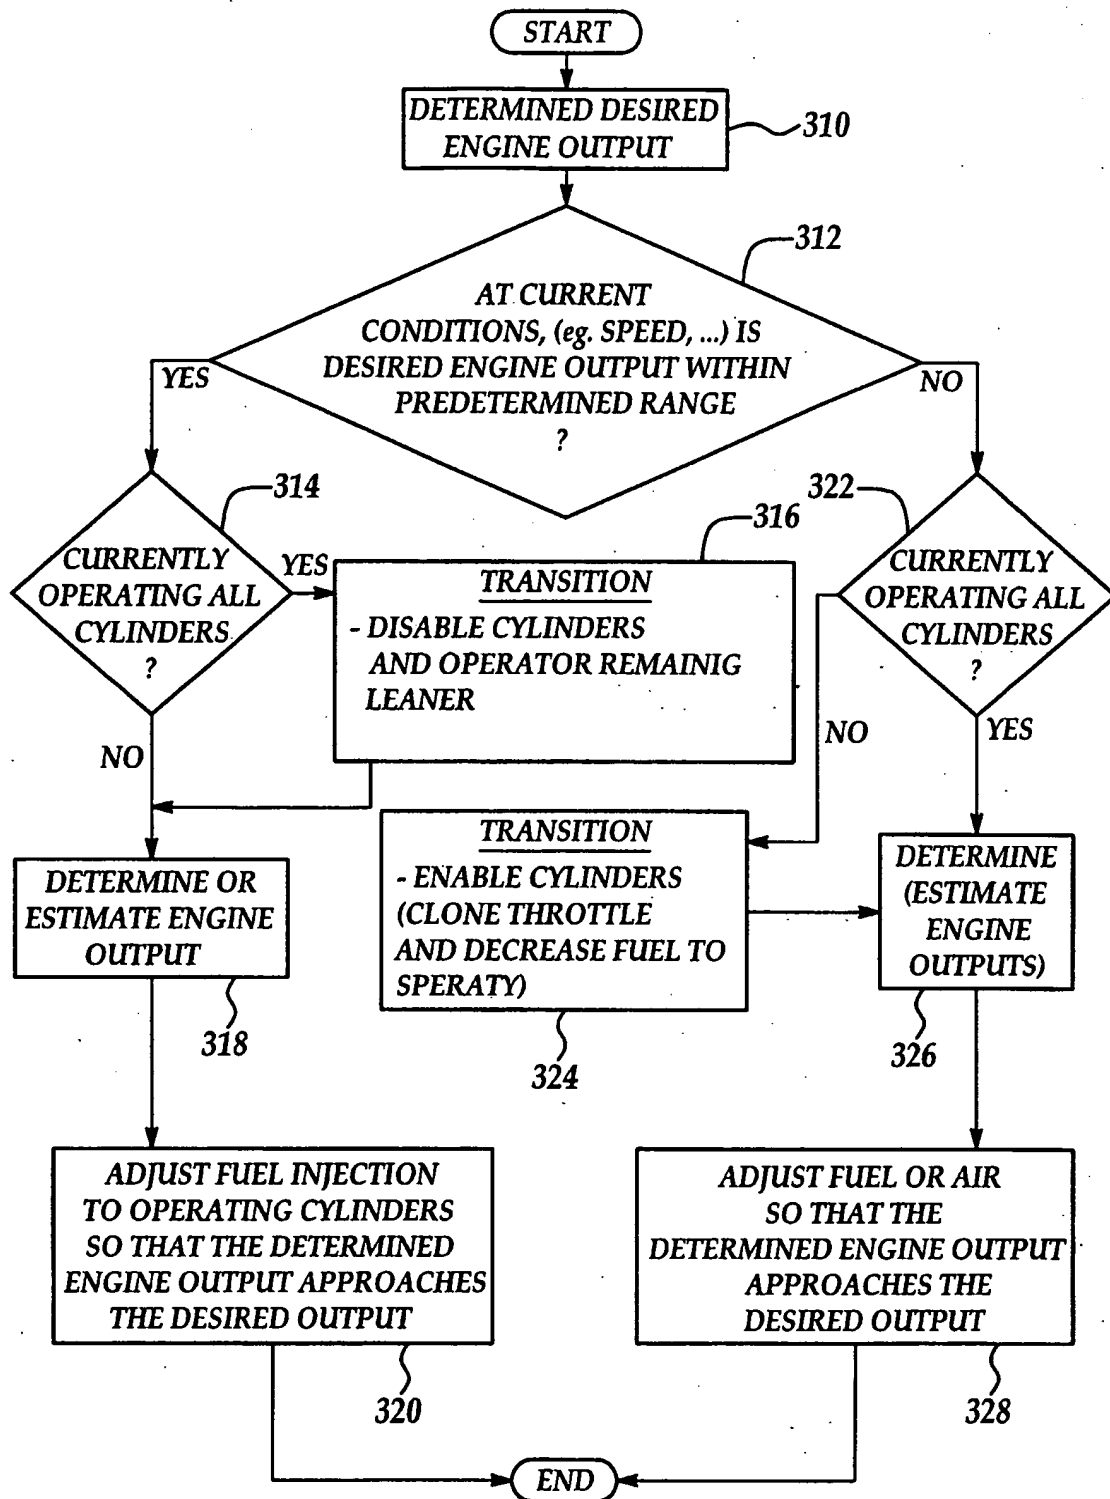 START
DETERMINED DESIRED
ENGINE OUTPUT
310
312
AT CURRENT
CONDITIONS, (eg. SPEED, ...) IS
DESIRED ENGINE OUTPUT WITHIN
PREDETERMINED RANGE
?
YES
NO
314
CURRENTLY
OPERATING ALL
CYLINDERS
?
YES
NO
316
TRANSITION
- DISABLE CYLINDERS
AND OPERATOR REMAINIG
LEANER
322
CURRENTLY
OPERATING ALL
CYLINDERS
?
NO
YES
TRANSITION
- ENABLE CYLINDERS
(CLONE THROTTLE
AND DECREASE FUEL TO
SPERATY)
324
DETERMINE OR
ESTIMATE ENGINE
OUTPUT
318
DETERMINE
(ESTIMATE
ENGINE
OUTPUTS)
326
ADJUST FUEL INJECTION
TO OPERATING CYLINDERS
SO THAT THE DETERMINED
ENGINE OUTPUT APPROACHES
THE DESIRED OUTPUT
320
ADJUST FUEL OR AIR
SO THAT THE
DETERMINED ENGINE OUTPUT
APPROACHES THE
DESIRED OUTPUT
328
END